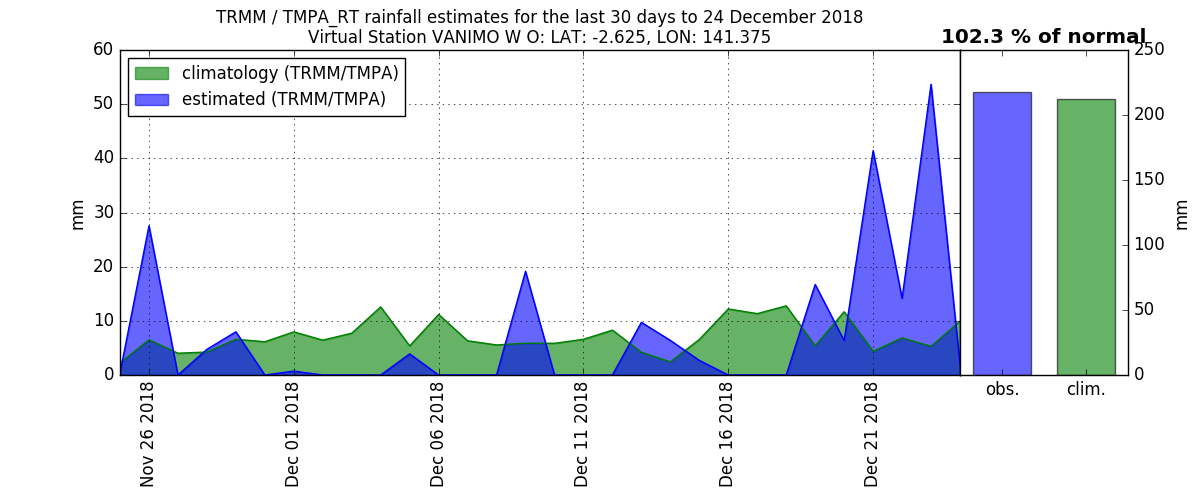 TRMM / TMPA_RT rainfall estimates for the last 30 days to 24 December 2018
Virtual Station VANIMO W O: LAT: -2.625, LON: 141.375
102.3 % of normal
climatology (TRMM/TMPA)
estimated (TRMM/TMPA)
mm
60
50
40
30
20
10
0
Nov 26 2018
Dec 01 2018
Dec 06 2018
Dec 11 2018
Dec 16 2018
Dec 21 2018
obs.
clim.
250
200
150
100
50
0
mm